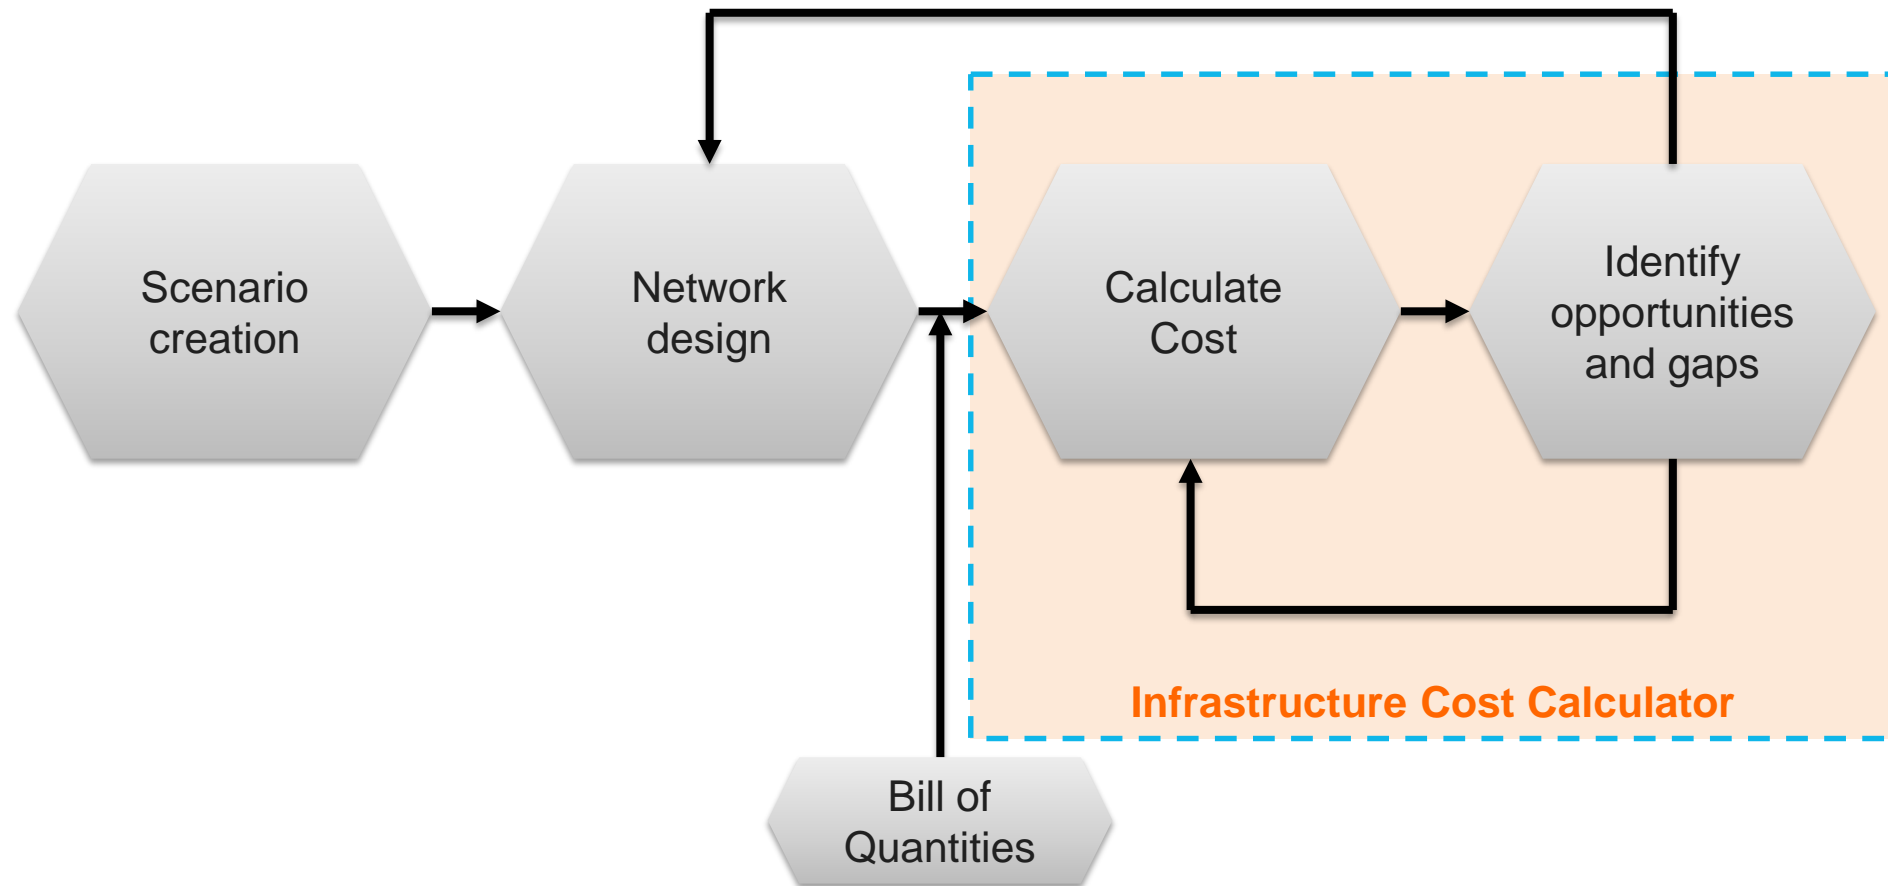 Scenario
creation
Network
design
Calculate
Cost
Identify
opportunities
and gaps
Infrastructure Cost Calculator
Bill of
Quantities